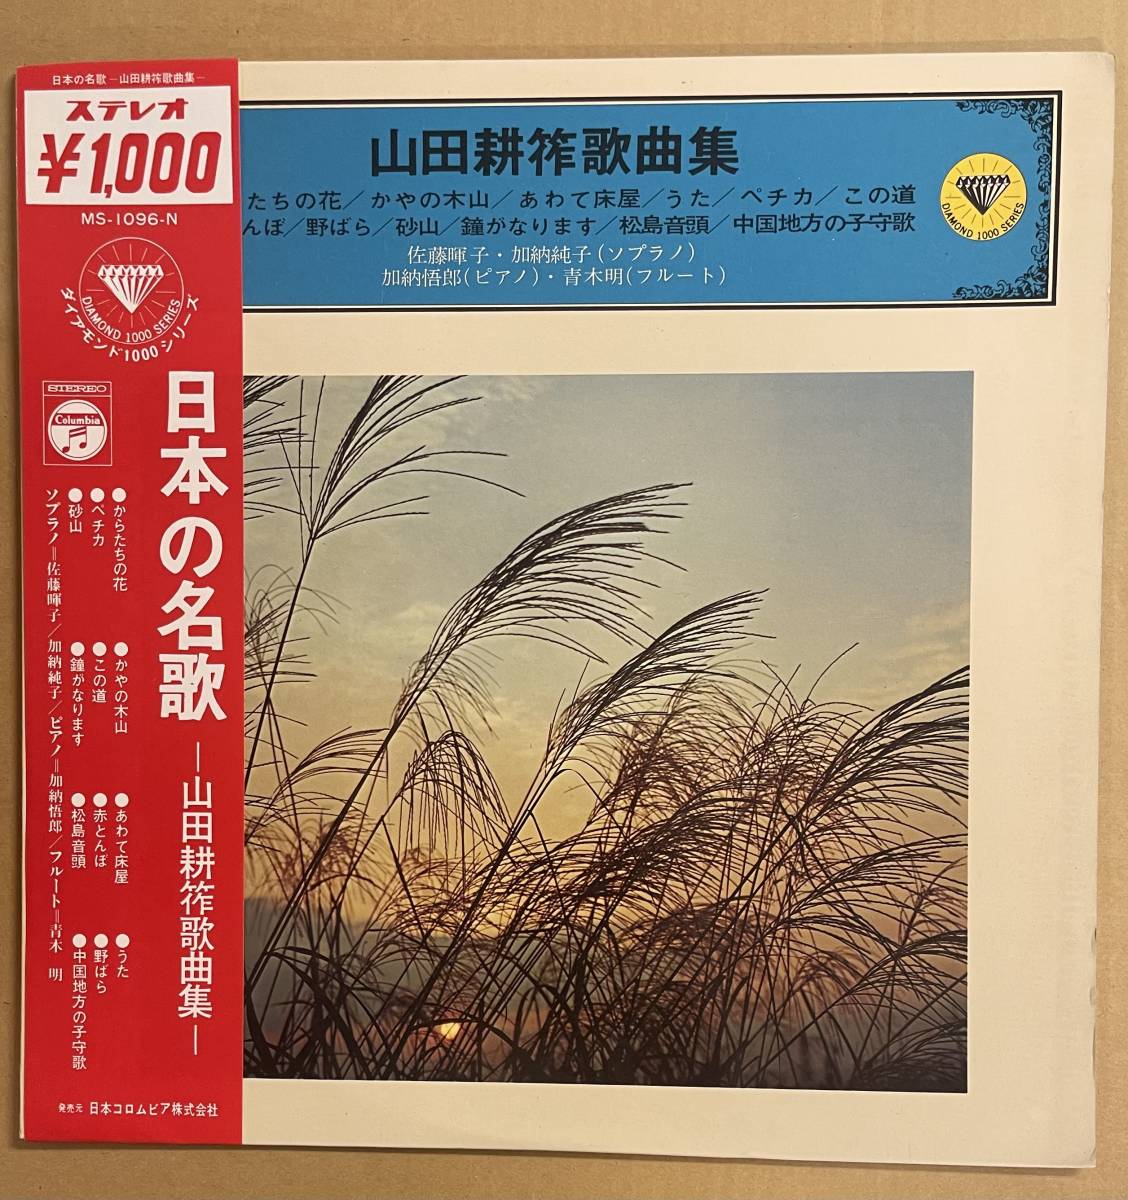 日本の名歌－山田耕筰歌曲集－
ステレオ
¥1,000
MS-1096-N
DIAMOND 1000 SERIES
ダイアモンド1000シリーズ
STEREO
Columbia
日本の名歌
－山田耕筰歌曲集－
●からたちの花 ●かやの木山 ●あわて床屋 ●うた
●ペチカ ●この道 ●赤とんぼ ●野ばら
●砂山 ●鐘がなります ●松島音頭 ●中国地方の子守歌
ソプラノ＝佐藤暉子／加納純子／ピアノ＝加納悟郎／フルート＝青木 明
発売元 日本コロムビア株式会社
山田耕筰歌曲集
たちの花／かやの木山／あわて床屋／うた／ペチカ／この道
んぼ／野ばら／砂山／鐘がなります／松島音頭／中国地方の子守歌
佐藤暉子・加納純子(ソプラノ)
加納悟郎(ピアノ)・青木明(フルート)
DIAMOND 1000 SERIES